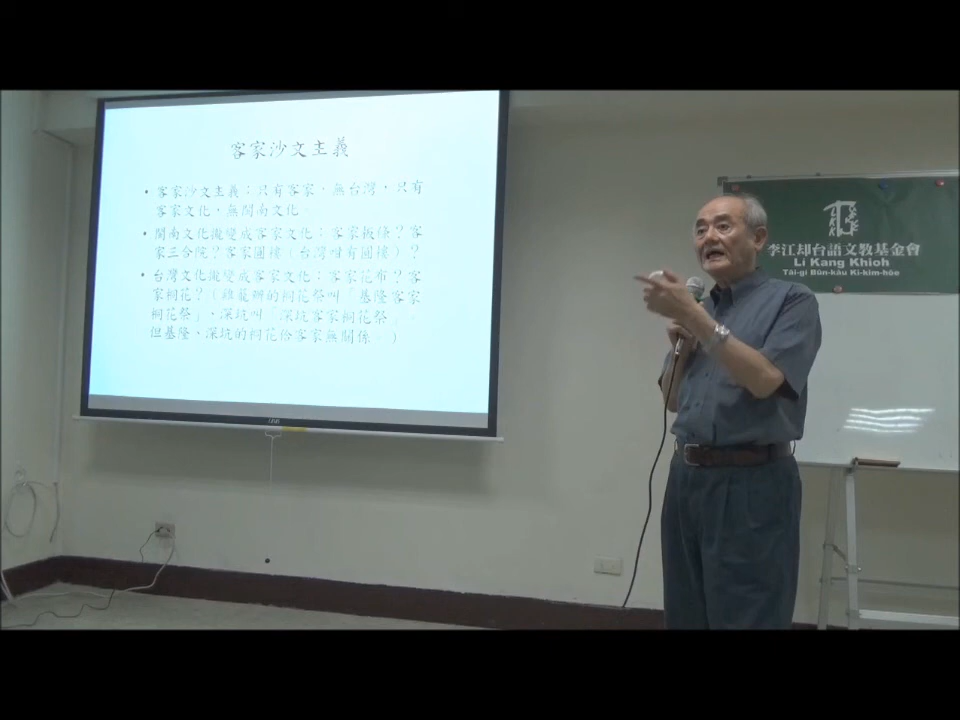 客家沙文主義
• 客家沙文主義：只有客家，無台灣，只有
客家文化，無閩南文化。
• 閩南文化攏變成客家文化：客家粄條？客
家三合院？客家圓樓（台灣咁有圓樓）？
• 台灣文化攏變成客家文化：客家花布？客
家桐花？（雞籠辦的桐花祭叫「基隆客家
桐花祭」、深坑叫「深坑客家桐花祭」。
但基隆、深坑的桐花佮客家無關係。）
李江却台語文教基金會
Lí Kang Khioh
Tâi-gí Bûn-kàu Ki-kim-hōe